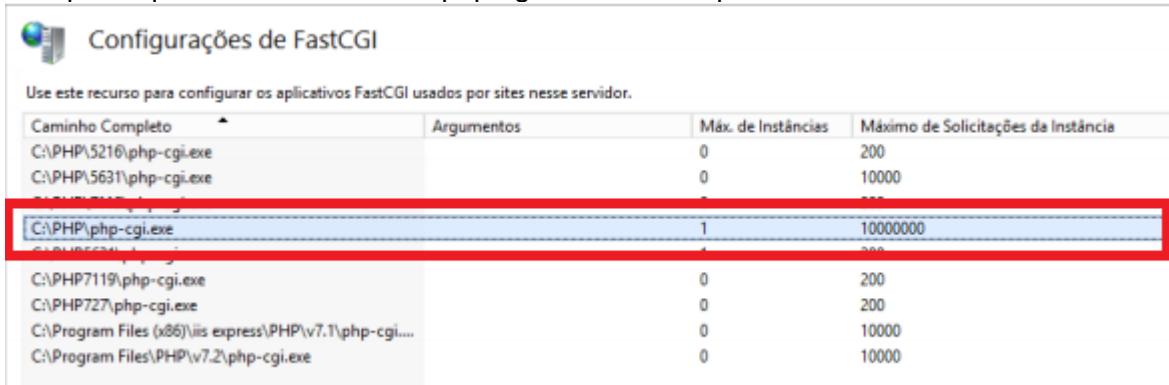 Configurações de FastCGI
Use este recurso para configurar os aplicativos FastCGI usados por sites nesse servidor.
Caminho Completo Argumentos Máx. de Instâncias Máximo de Solicitações da Instância
C:\PHP\5216\php-cgi.exe 0 200
C:\PHP\5631\php-cgi.exe 0 10000
C:\PHP\php-cgi.exe 1 10000000
C:\PHP7119\php-cgi.exe 0 200
C:\PHP727\php-cgi.exe 0 200
C:\Program Files (x86)\iis express\PHP\v7.1\php-cgi.... 0 10000
C:\Program Files\PHP\v7.2\php-cgi.exe 0 10000